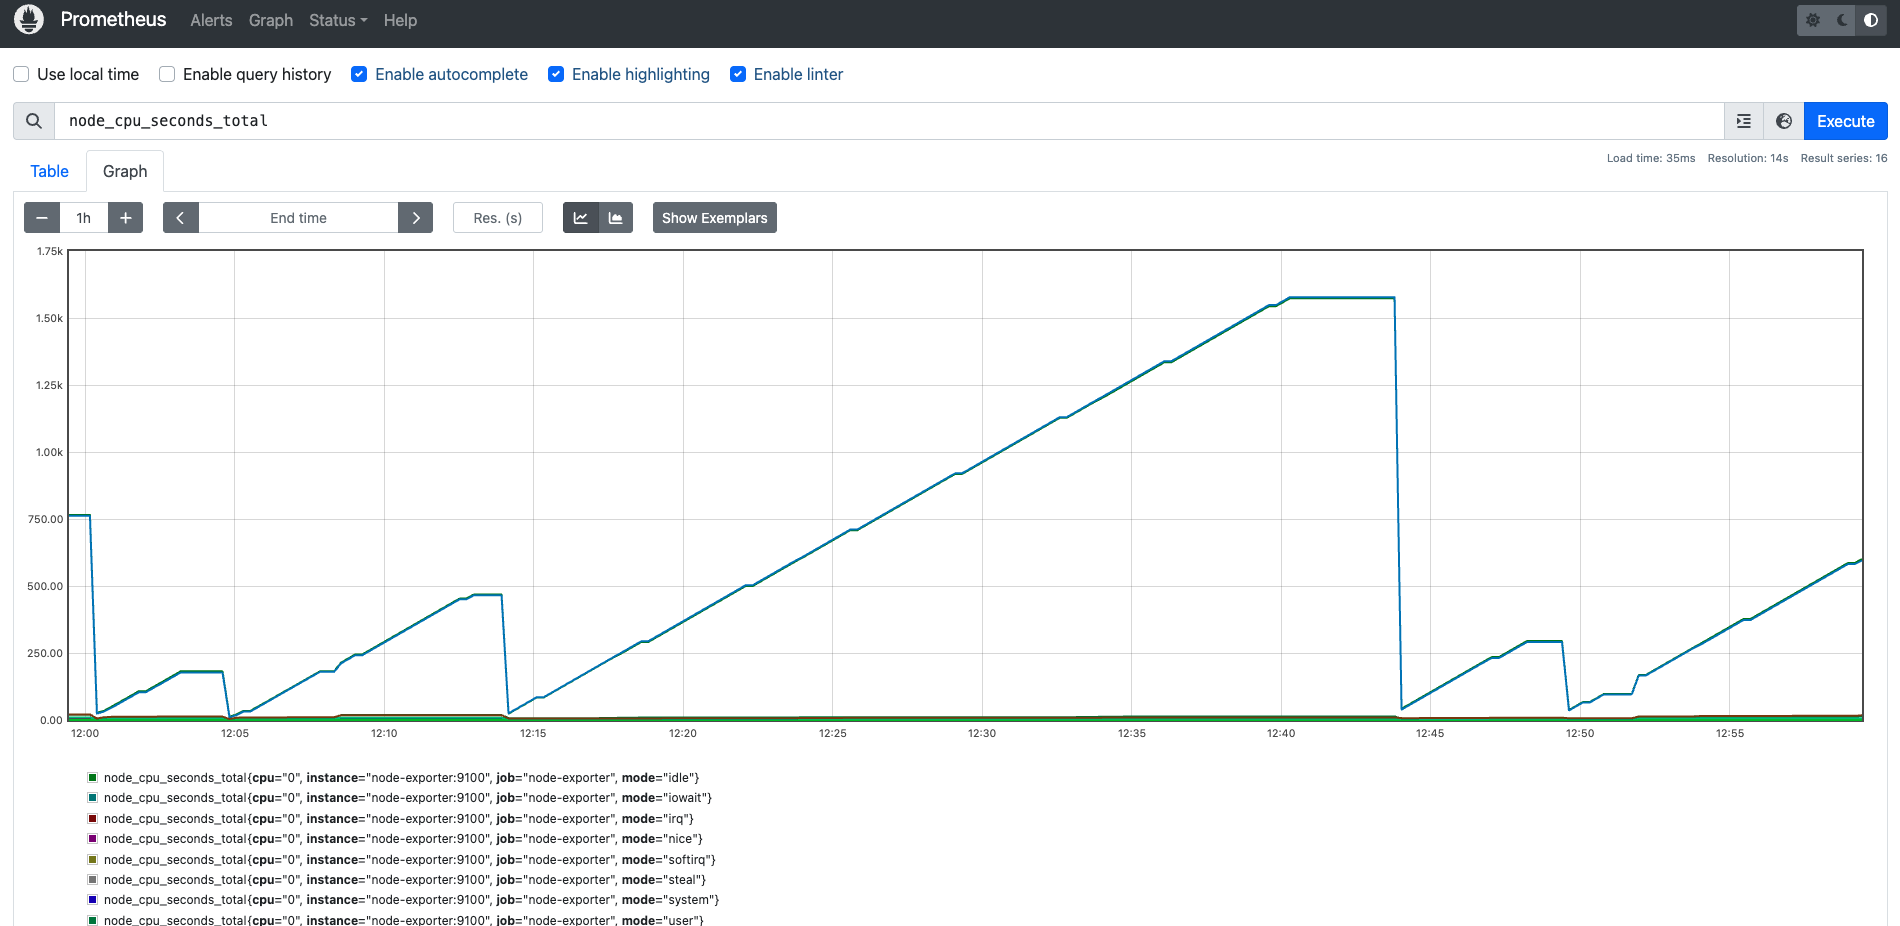 Prometheus Alerts Graph Status Help
Use local time Enable query history Enable autocomplete Enable highlighting Enable linter
node_cpu_seconds_total Execute
Load time: 35ms Resolution: 14s Result series: 16
Table Graph
1h End time Res. (s) Show Exemplars
1.75k
1.50k
1.25k
1.00k
750.00
500.00
250.00
0.00
12:00 12:05 12:10 12:15 12:20 12:25 12:30 12:35 12:40 12:45 12:50 12:55
node_cpu_seconds_total{cpu="0", instance="node-exporter:9100", job="node-exporter", mode="idle"}
node_cpu_seconds_total{cpu="0", instance="node-exporter:9100", job="node-exporter", mode="iowait"}
node_cpu_seconds_total{cpu="0", instance="node-exporter:9100", job="node-exporter", mode="irq"}
node_cpu_seconds_total{cpu="0", instance="node-exporter:9100", job="node-exporter", mode="nice"}
node_cpu_seconds_total{cpu="0", instance="node-exporter:9100", job="node-exporter", mode="softirq"}
node_cpu_seconds_total{cpu="0", instance="node-exporter:9100", job="node-exporter", mode="steal"}
node_cpu_seconds_total{cpu="0", instance="node-exporter:9100", job="node-exporter", mode="system"}
node_cpu_seconds_total{cpu="0", instance="node-exporter:9100", job="node-exporter", mode="user"}